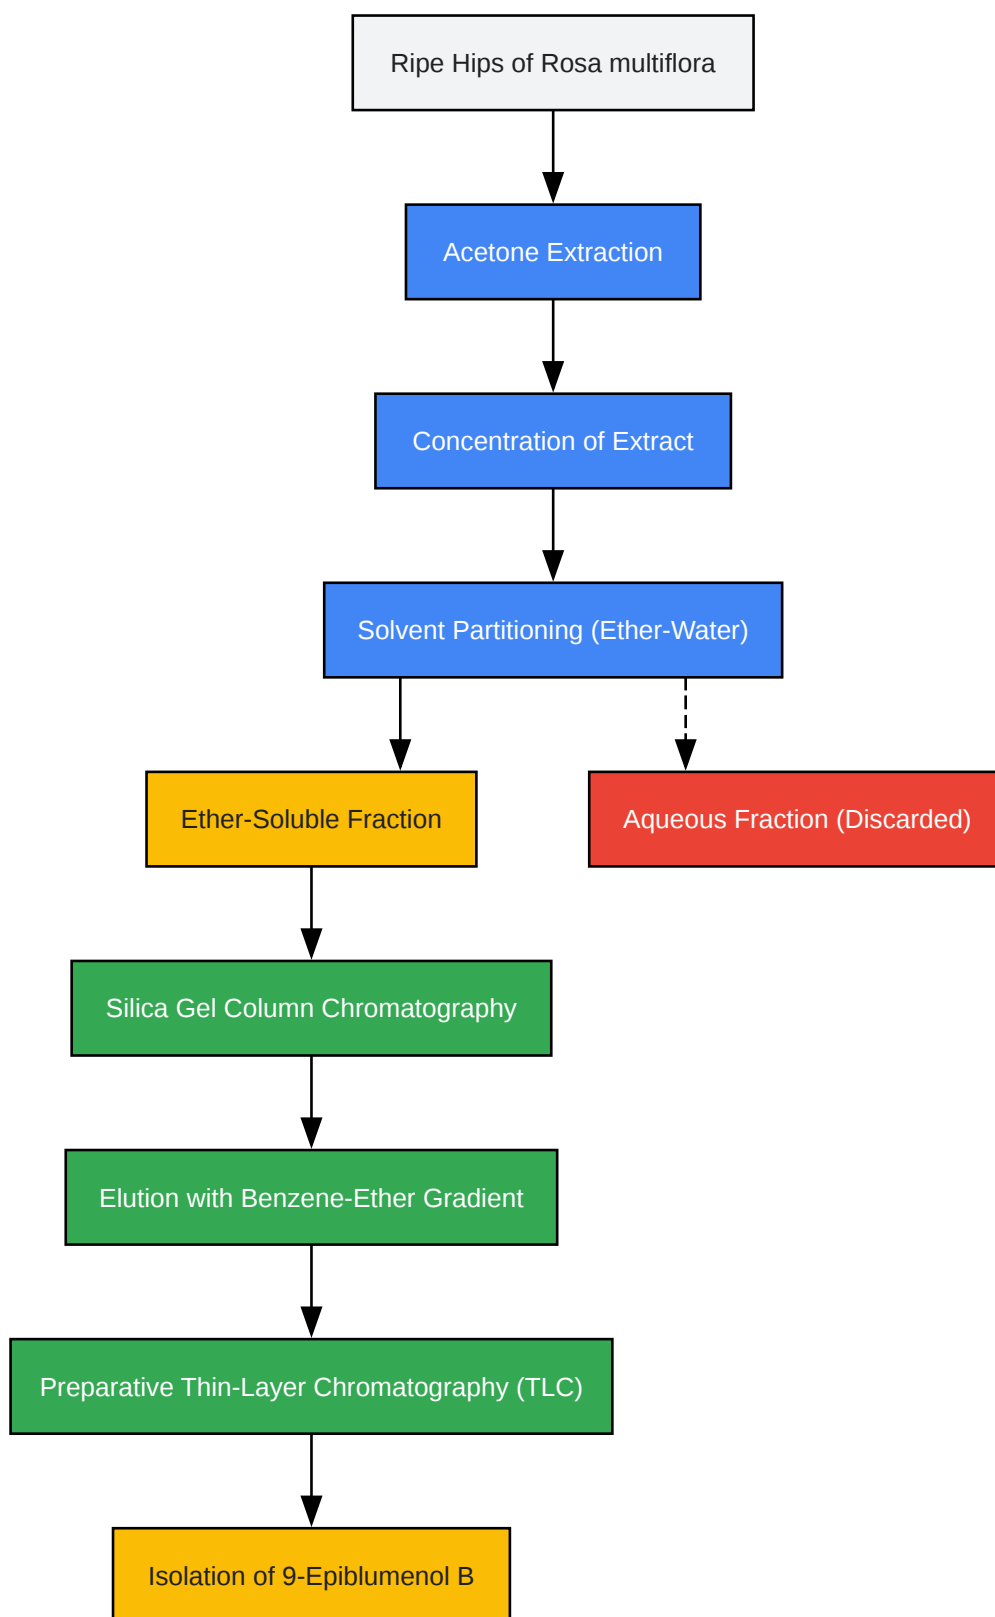 Ripe Hips of Rosa multiflora
Acetone Extraction
Concentration of Extract
Solvent Partitioning (Ether-Water)
Ether-Soluble Fraction
Aqueous Fraction (Discarded)
Silica Gel Column Chromatography
Elution with Benzene-Ether Gradient
Preparative Thin-Layer Chromatography (TLC)
Isolation of 9-Epiblumenol B